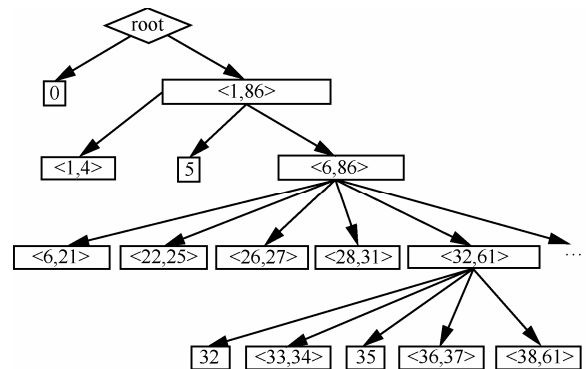 root
0 <1,86>
<1,4> 5 <6,86>
<6,21> <22,25> <26,27> <28,31> <32,61> ...
32 <33,34> 35 <36,37> <38,61>